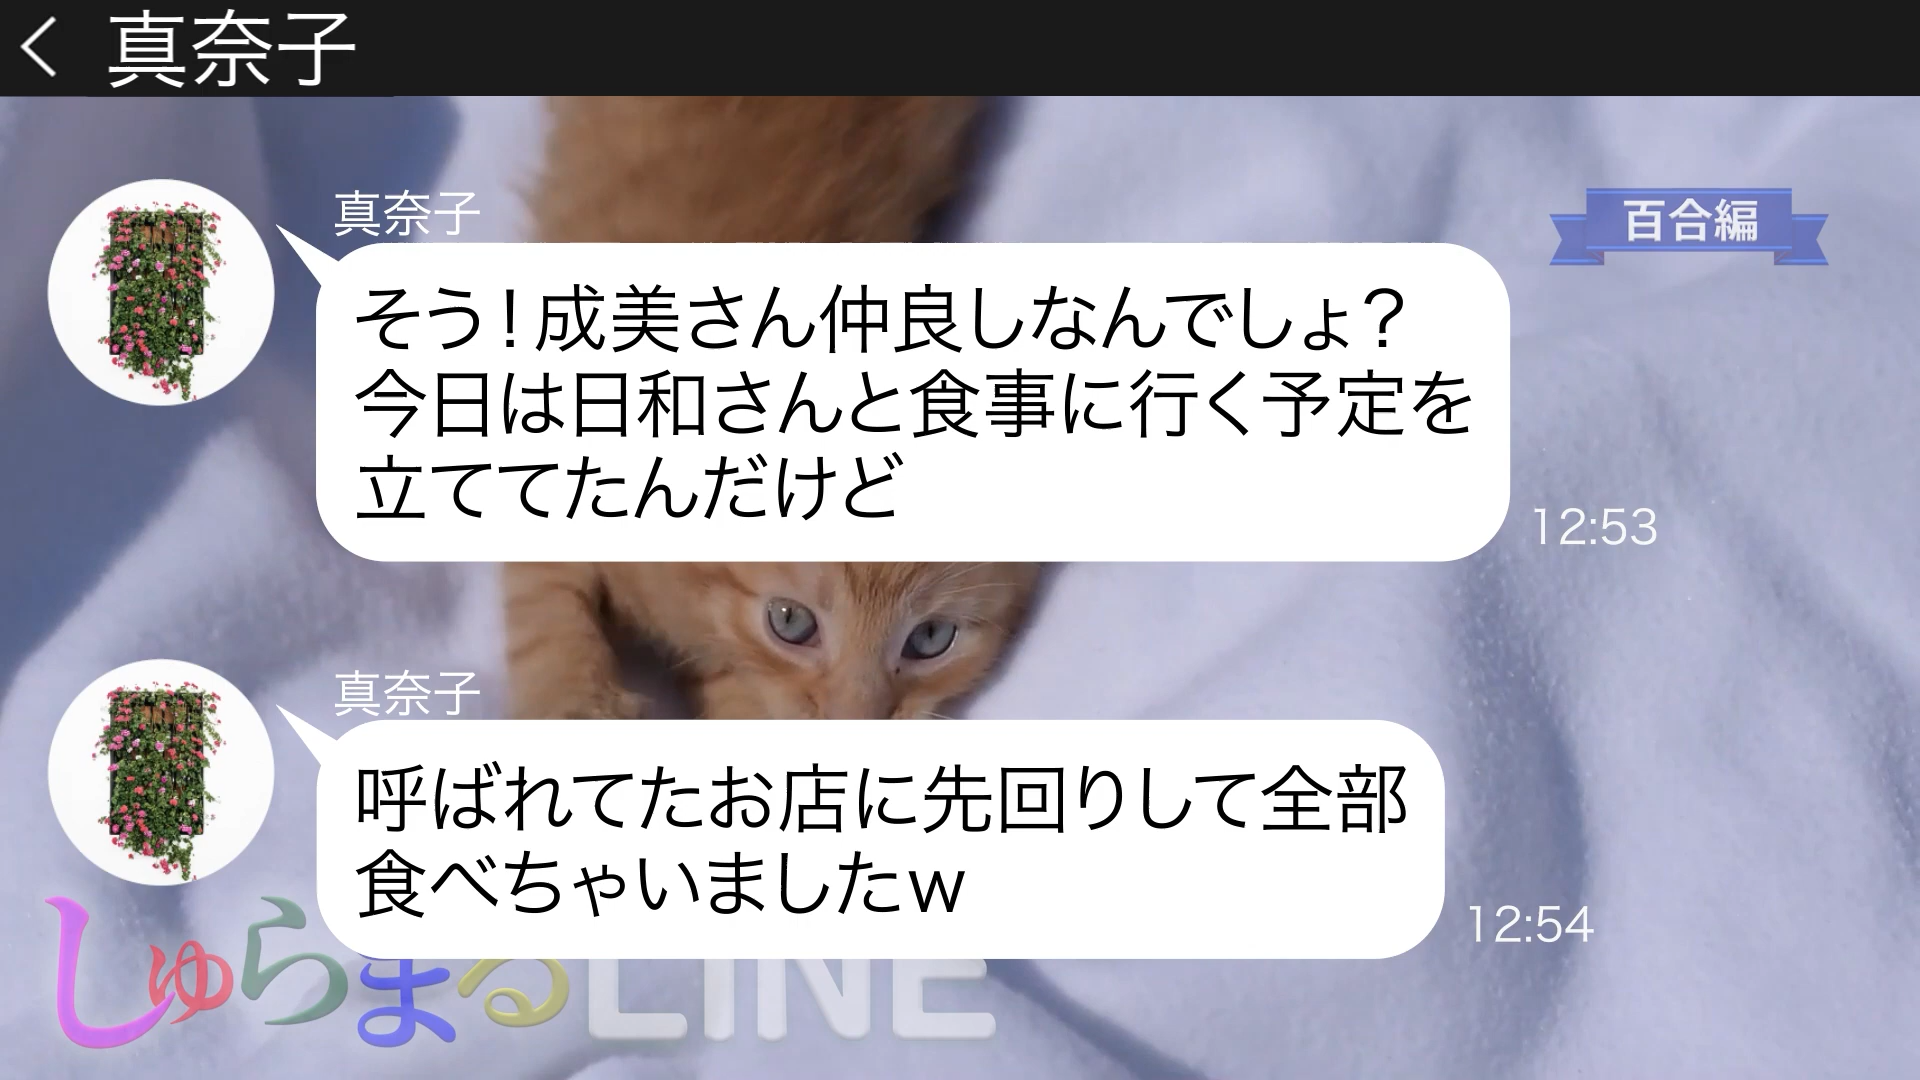 真奈子
真奈子
百合編
そう！成美さん仲良しなんでしょ？
今日は日和さんと食事に行く予定を
立ててたんだけど
12:53
真奈子
呼ばれてたお店に先回りして全部
食べちゃいましたw
12:54
しゅらまるLINE